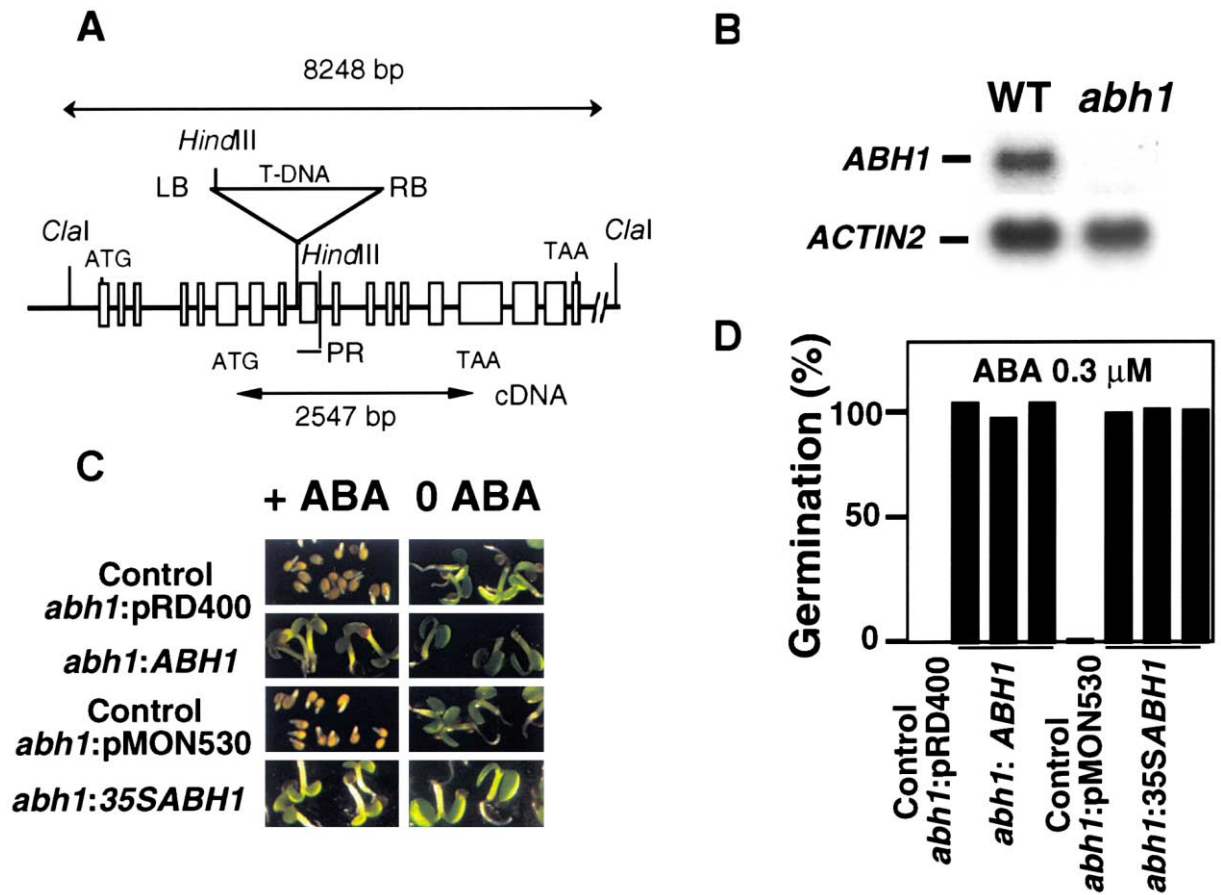 A
8248 bp
HindIII
T-DNA
LB
RB
ClaI
HindIII
ClaI
ATG
TAA
PR
ATG
TAA
cDNA
2547 bp
B
WT abh1
ABH1
ACTIN2
C
+ ABA 0 ABA
Control
abh1:pRD400
abh1:ABH1
Control
abh1:pMON530
abh1:35SABH1
D
ABA 0.3 μM
Germination (%)
100
50
0
Control
abh1:pRD400
abh1: ABH1
Control
abh1:pMON530
abh1:35SABH1